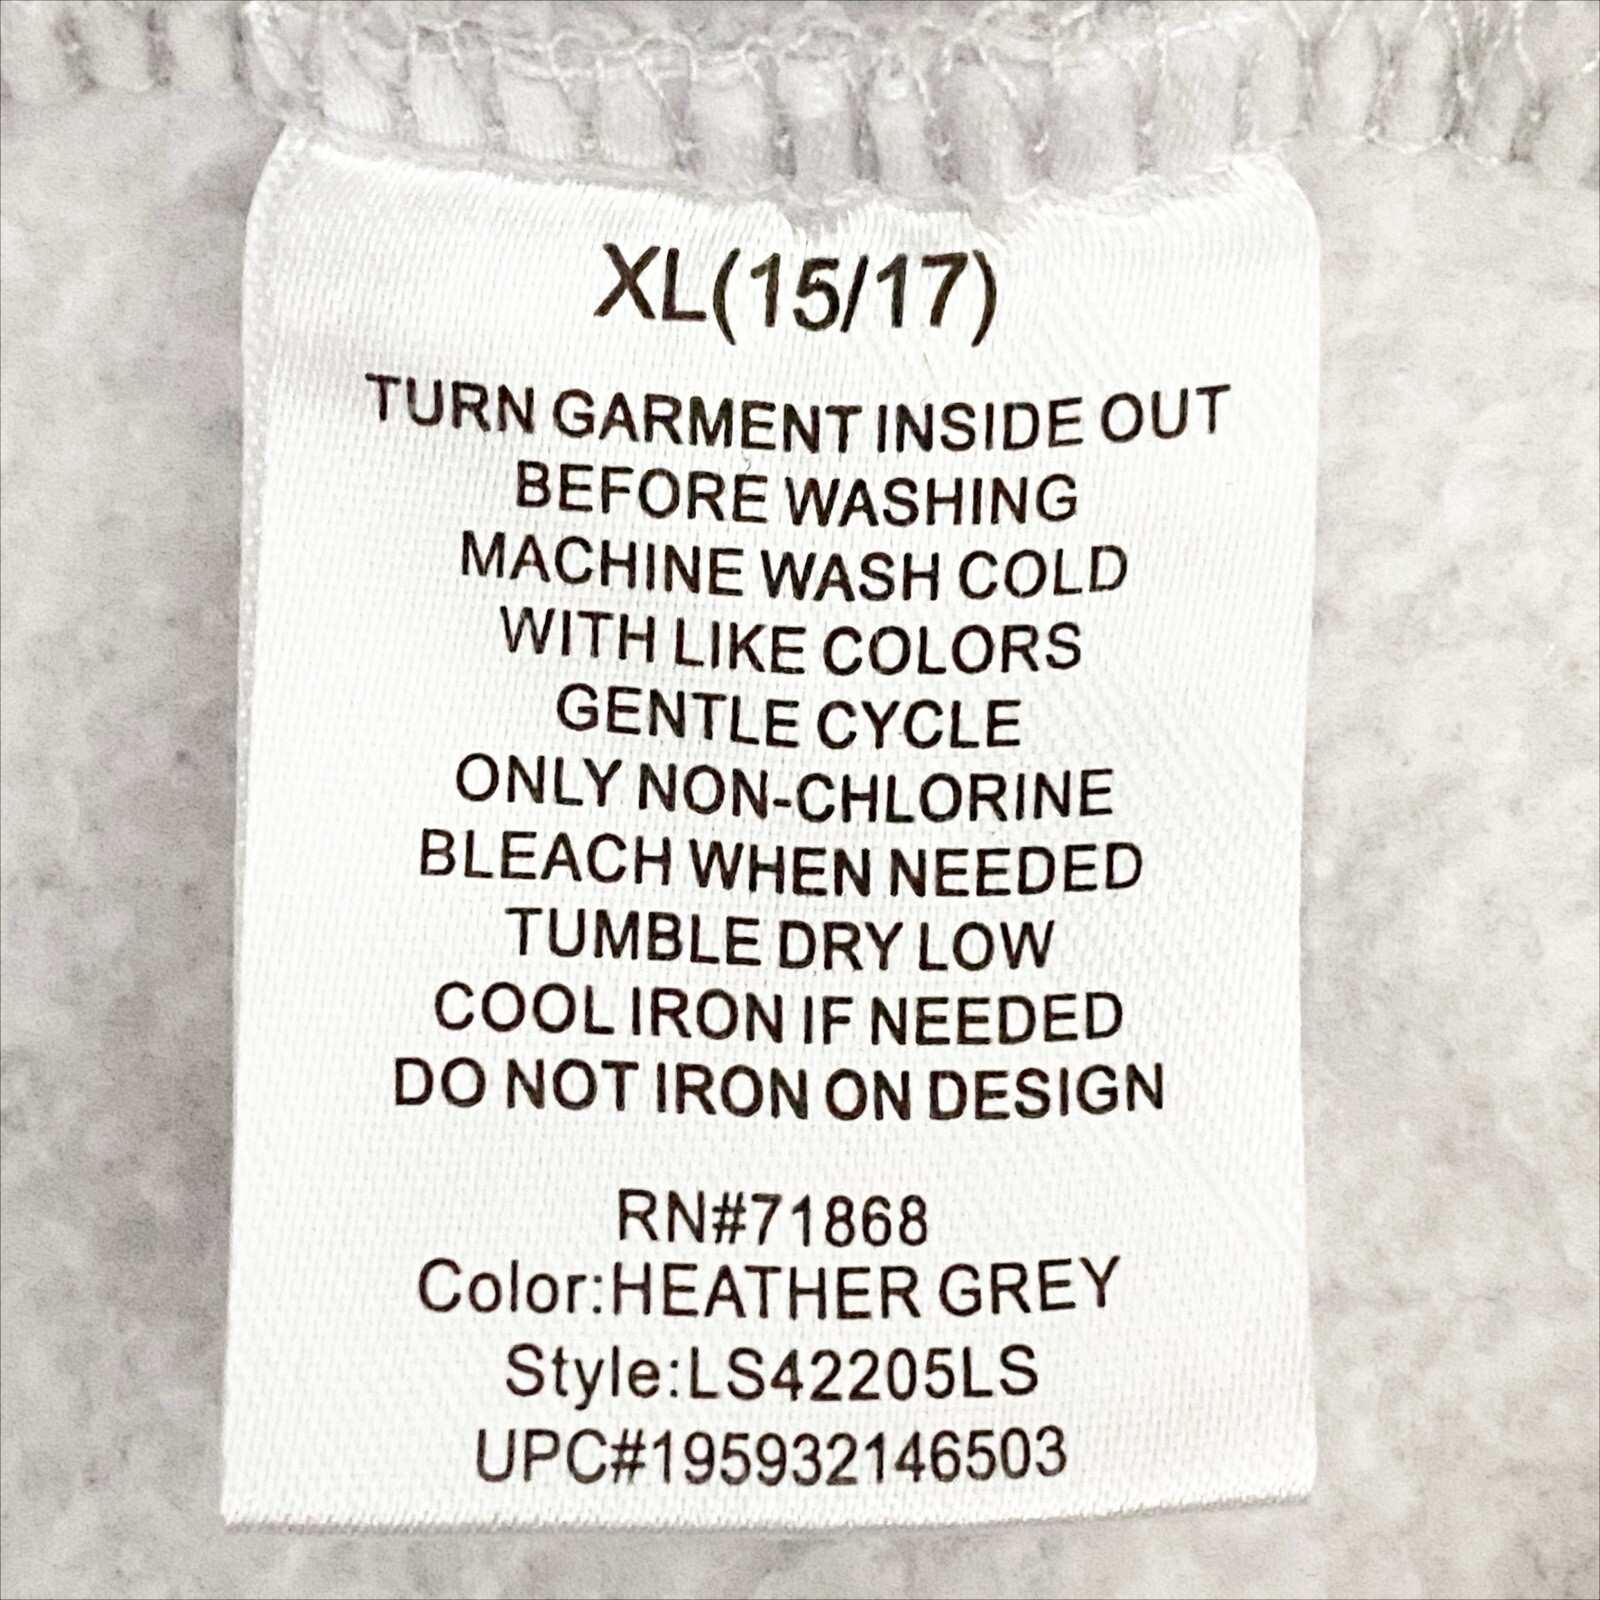 XL(15/17)
TURN GARMENT INSIDE OUT
BEFORE WASHING
MACHINE WASH COLD
WITH LIKE COLORS
GENTLE CYCLE
ONLY NON-CHLORINE
BLEACH WHEN NEEDED
TUMBLE DRY LOW
COOL IRON IF NEEDED
DO NOT IRON ON DESIGN
RN#71868
Color:HEATHER GREY
Style:LS42205LS
UPC#195932146503